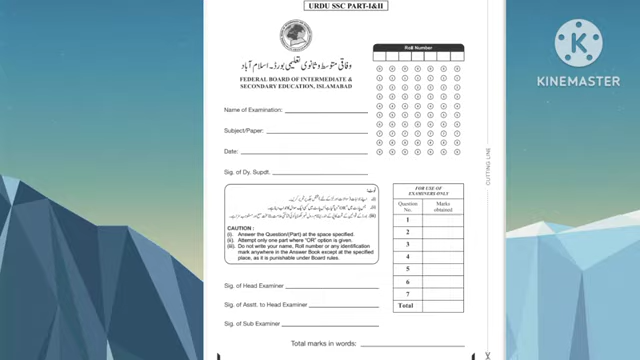 URDU SSC PART-I&II
وفاقی متوسط و ثانوی تعلیمی بورڈ۔ اسلام آباد
FEDERAL BOARD OF INTERMEDIATE &
SECONDARY EDUCATION, ISLAMABAD
Roll Number
Name of Examination:
Subject/Paper:
Date:
Sig. of Dy. Supdt.
CAUTION :
(i). Answer the Question(Part) at the space specified.
(ii). Attempt only one part where "OR" option is given.
(iii). Do not write your name, Roll number or any identification
mark anywhere in the Answer Book except at the specified
place, as it is punishable under Board rules.
FOR USE OF
EXAMINERS ONLY
Question No.
Marks obtained
1
2
3
4
5
6
7
Total
Sig. of Head Examiner
Sig. of Asstt. to Head Examiner
Sig. of Sub Examiner
Total marks in words:
CUTTING LINE
K
KINEMASTER